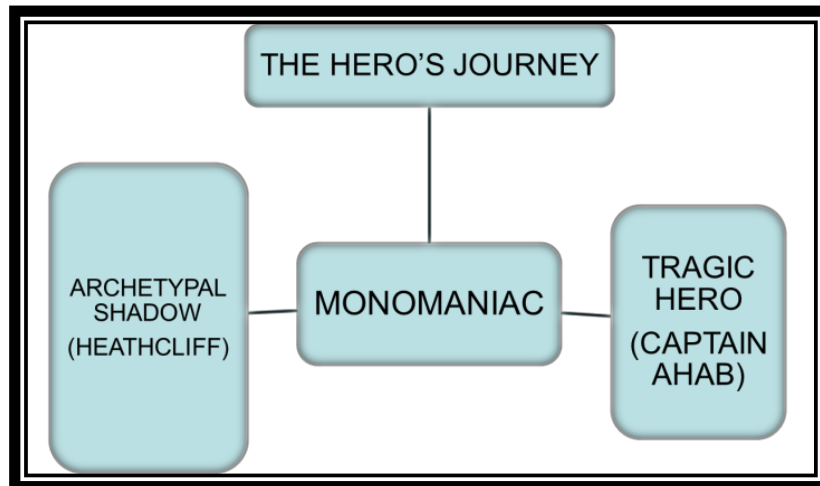 THE HERO'S JOURNEY
ARCHETYPAL
SHADOW
(HEATHCLIFF)
MONOMANIAC
TRAGIC
HERO
(CAPTAIN
AHAB)